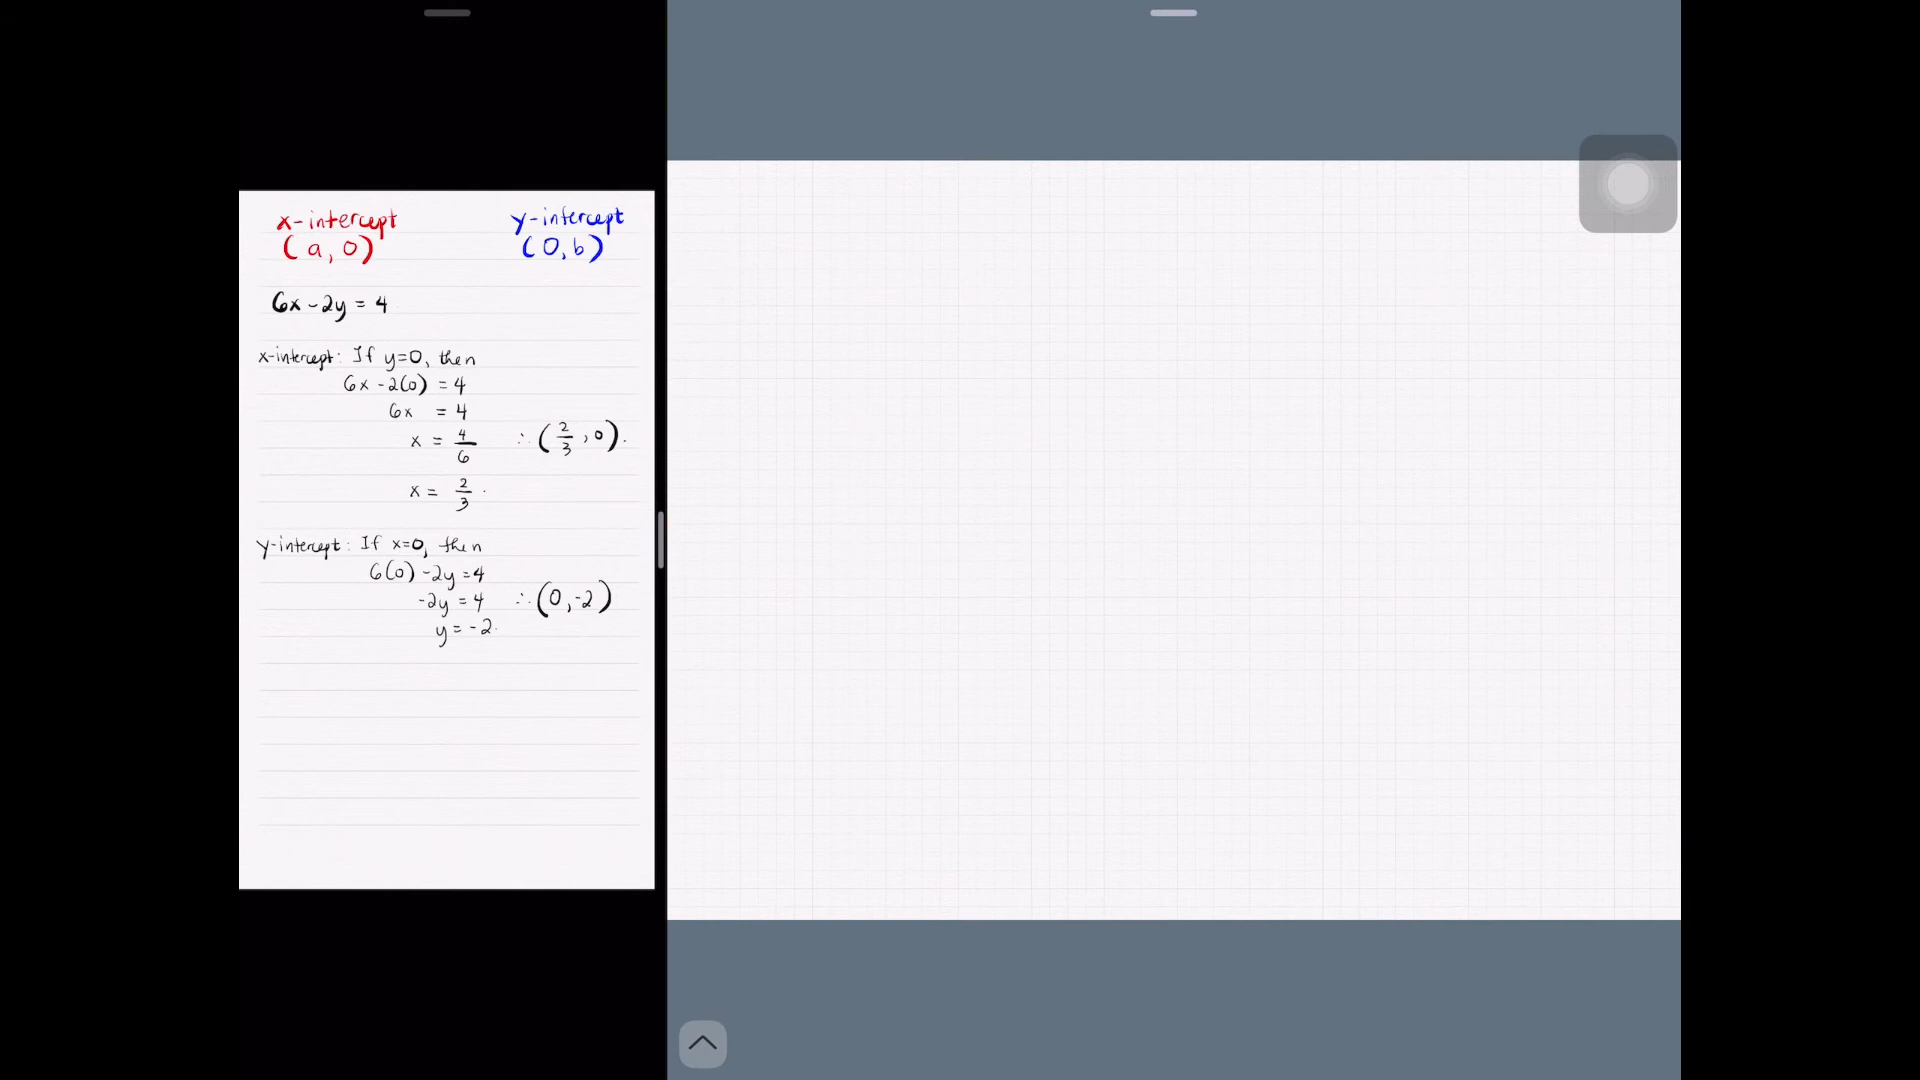 x-intercept y-intercept
(a, 0) (0, b)
6x - 2y = 4
x-intercept: If y=0, then
6x - 2(0) = 4
6x = 4
x = 4/6 ∴ (2/3, 0).
x = 2/3.
y-intercept: If x=0, then
6(0) - 2y = 4
-2y = 4 ∴ (0, -2)
y = -2.